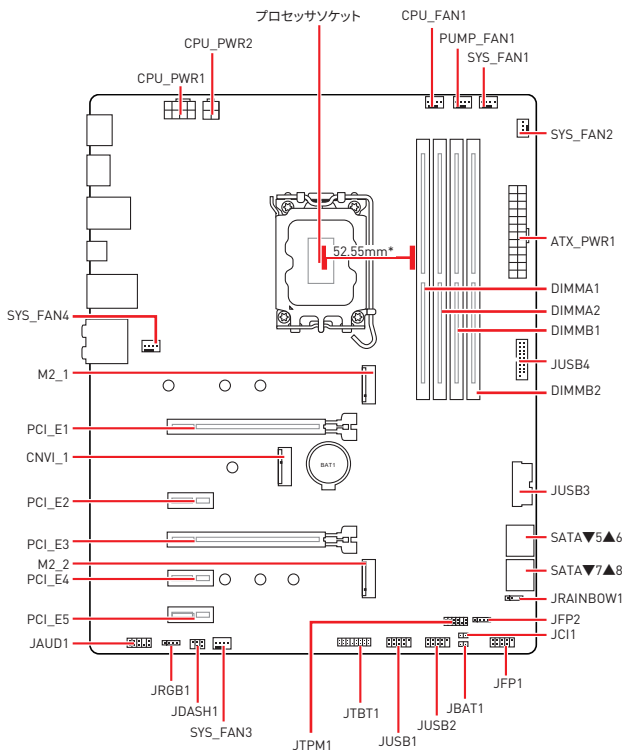 プロセッサソケット
CPU_FAN1
PUMP_FAN1
SYS_FAN1
CPU_PWR2
CPU_PWR1
SYS_FAN2
ATX_PWR1
52.55mm*
DIMMA1
DIMMA2
DIMMB1
SYS_FAN4
JUSB4
M2_1
DIMMB2
PCI_E1
CNVI_1
BAT1
PCI_E2
JUSB3
PCI_E3
SATA▼5▲6
M2_2
PCI_E4
SATA▼7▲8
JRAINBOW1
PCI_E5
JFP2
JAUD1
JCI1
JRGB1
JDASH1
SYS_FAN3
JTBT1
JTPM1
JUSB1
JUSB2
JBAT1
JFP1